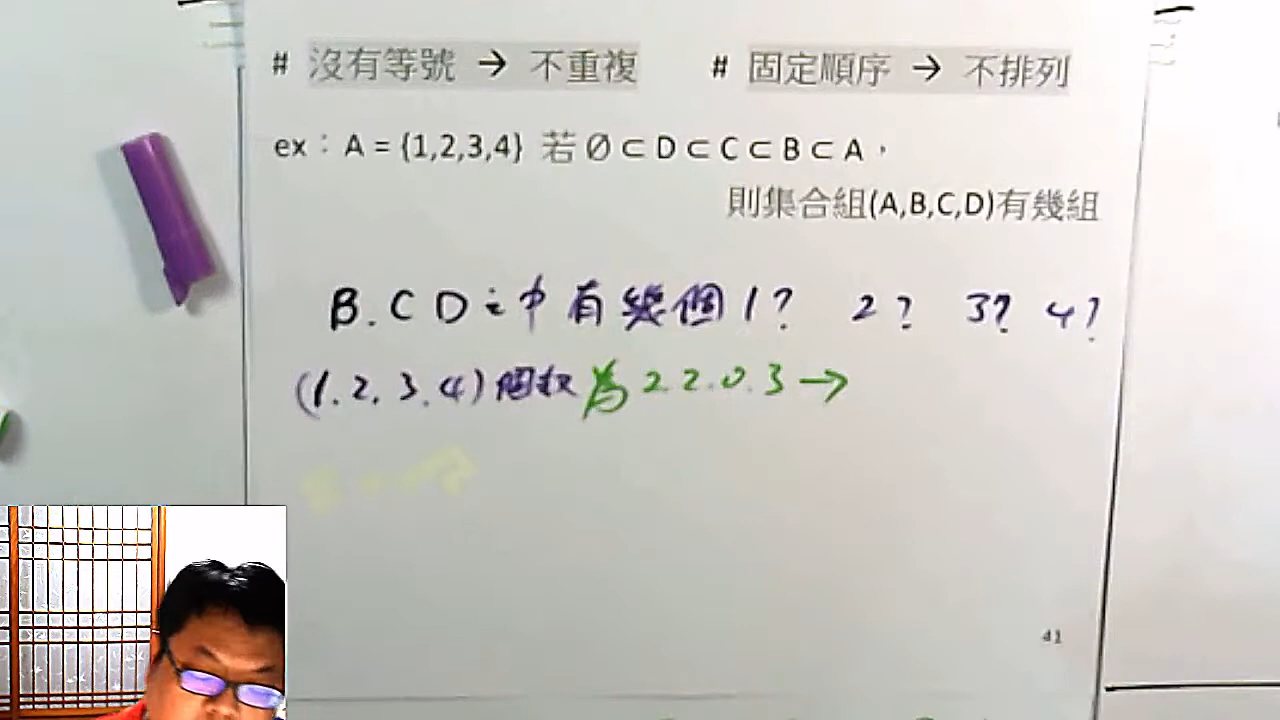 # 沒有等號 → 不重複 # 固定順序 → 不排列
ex：A = {1,2,3,4} 若 ∅ ⊂ D ⊂ C ⊂ B ⊂ A，
則集合組(A,B,C,D)有幾組
B.C D之中有幾個1? 2? 3? 4?
(1.2.3.4)個数為2.2.0.3→
41